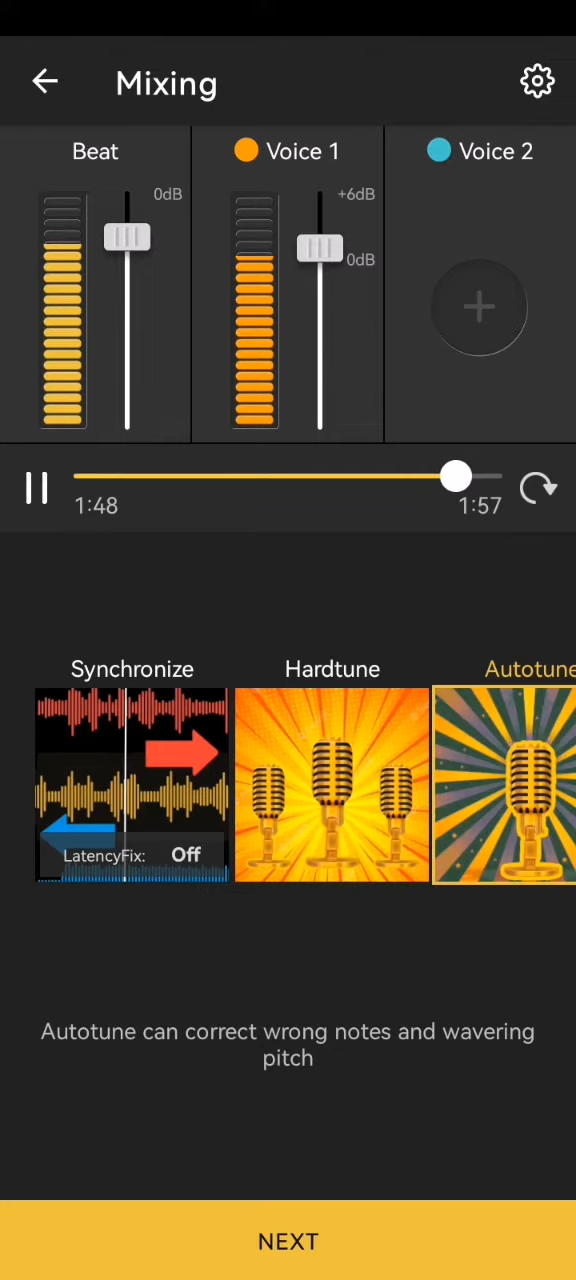 Mixing
Beat
Voice 1
Voice 2
0dB
+6dB
0dB
1:48
1:57
Synchronize
Hardtune
Autotune
LatencyFix: Off
Autotune can correct wrong notes and wavering
pitch
NEXT